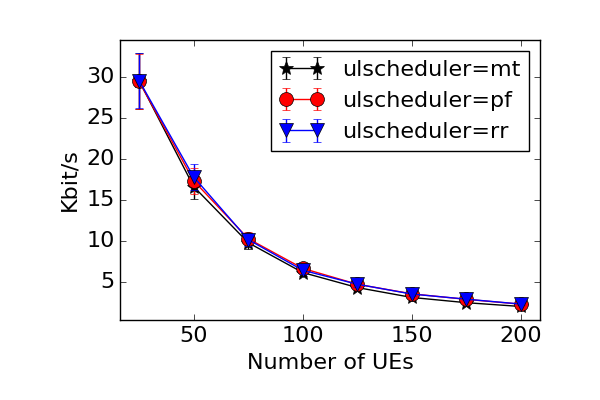 ulscheduler=mt
ulscheduler=pf
ulscheduler=rr
Kbit/s
30
25
20
15
10
5
50
100
150
200
Number of UEs